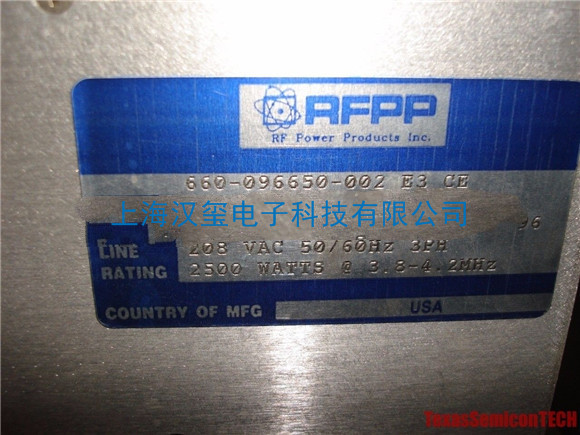 RFPP
RF Power Products Inc.
660-096650-002 E3 CE
上海汉玺电子科技有限公司
96
LINE RATING
208 VAC 50/60Hz 3PH
2500 WATTS @ 3.8-4.2MHz
COUNTRY OF MFG USA
TexasSemiconTECH